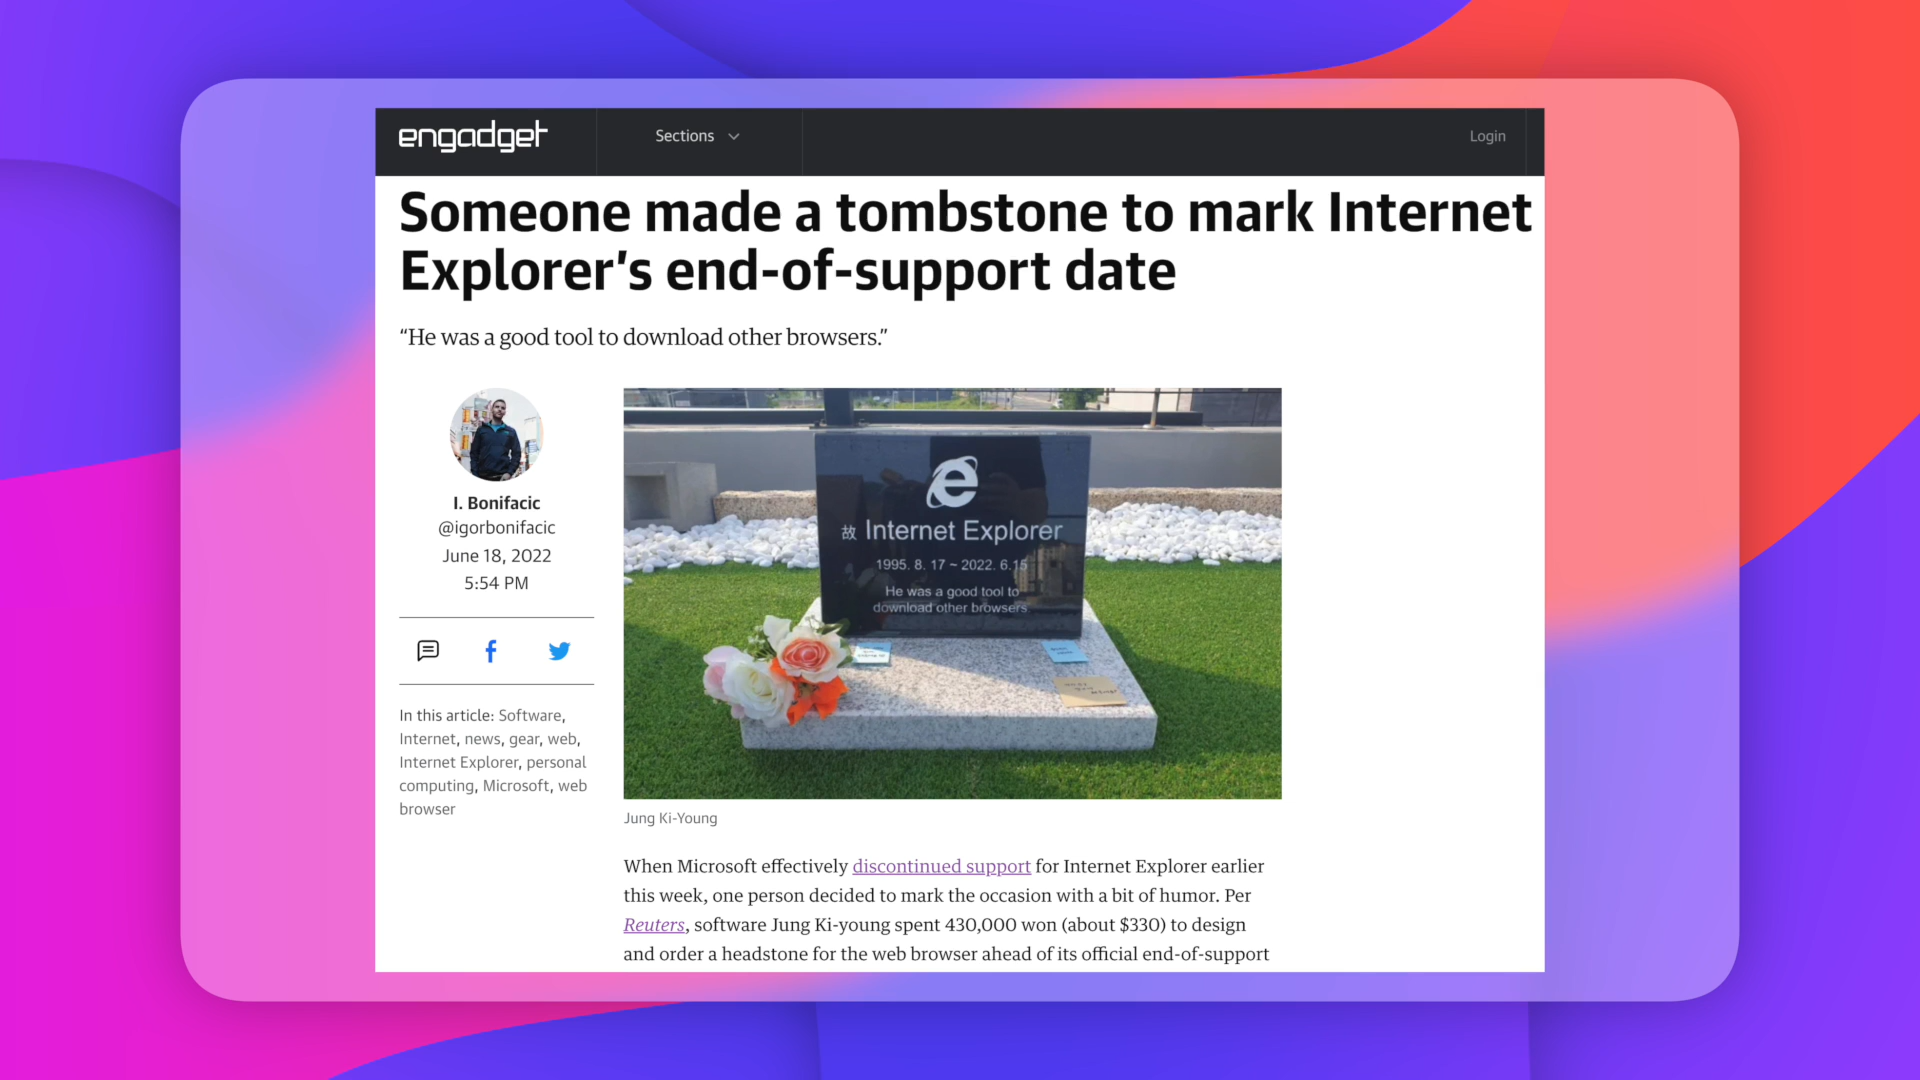 engadget
Sections
Login
Someone made a tombstone to mark Internet
Explorer’s end-of-support date
“He was a good tool to download other browsers.”
I. Bonifacic
@igorbonifacic
June 18, 2022
5:54 PM
In this article: Software,
Internet, news, gear, web,
Internet Explorer, personal
computing, Microsoft, web
browser
故 Internet Explorer
1995. 8. 17 ~ 2022. 6.15
He was a good tool to
download other browsers
Jung Ki-Young
When Microsoft effectively discontinued support for Internet Explorer earlier
this week, one person decided to mark the occasion with a bit of humor. Per
Reuters, software Jung Ki-young spent 430,000 won (about $330) to design
and order a headstone for the web browser ahead of its official end-of-support